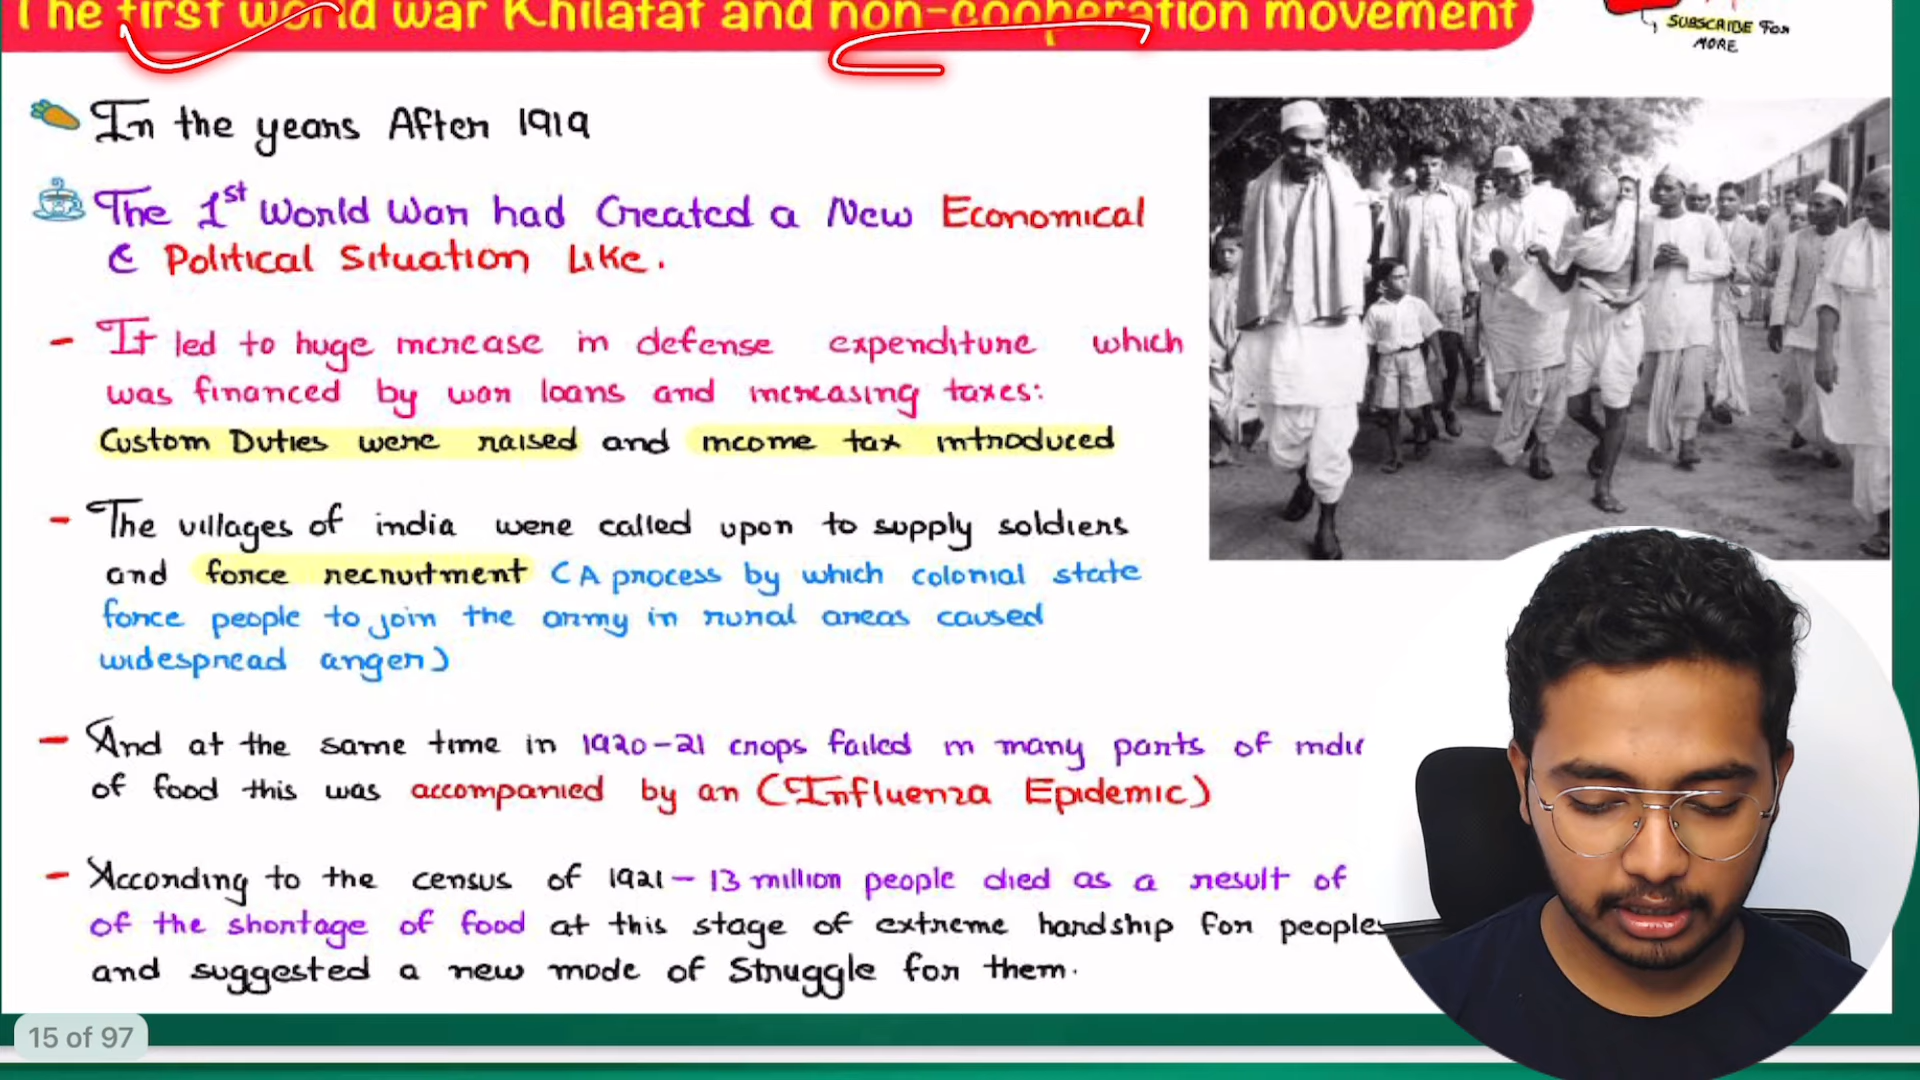 The first world war Khilafat and non-cooperation movement
SUBSCRIBE FOR
MORE
In the years After 1919
The 1st World War had Created a New Economical
& Political Situation Like.
- It led to huge increase in defense expenditure which
was financed by war loans and increasing taxes:
Custom Duties were raised and income tax introduced
- The villages of india were called upon to supply soldiers
and force recruitment (A process by which colonial state
force people to join the army in rural areas caused
widespread anger)
- And at the same time in 1920-21 crops failed in many parts of indi
of food this was accompanied by an (Influenza Epidemic)
- According to the census of 1921 - 13 million people died as a result of
of the shortage of food at this stage of extreme hardship for peoples
and suggested a new mode of Struggle for them.
15 of 97